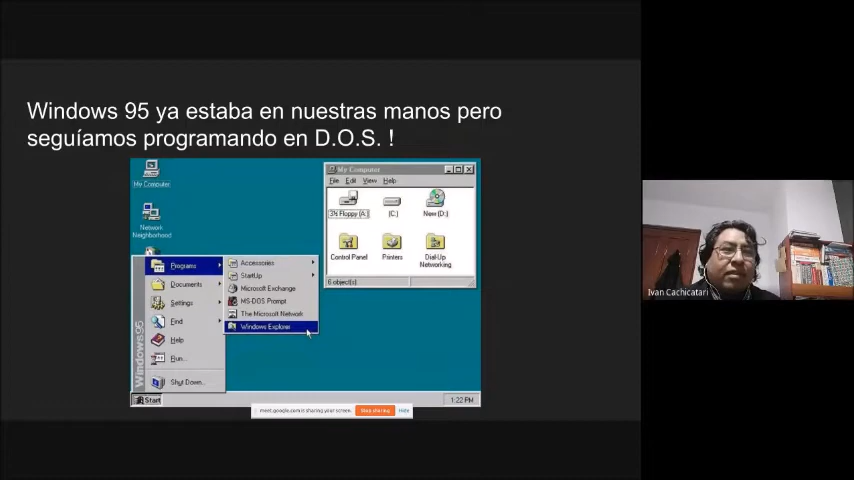 Windows 95 ya estaba en nuestras manos pero
seguíamos programando en D.O.S. !
My Computer
Network
Neighborhood
My Computer
File Edit View Help
3½ Floppy (A:)
(C:)
New (D:)
Control Panel
Printers
Dial-Up
Networking
6 object(s)
Programs
Documents
Settings
Find
Help
Run...
Shut Down...
Windows 95
Accessories
StartUp
Microsoft Exchange
MS-DOS Prompt
The Microsoft Network
Windows Explorer
Start
1:22 PM
meet.google.com is sharing your screen.
Stop sharing
Hide
Ivan Cachicatari